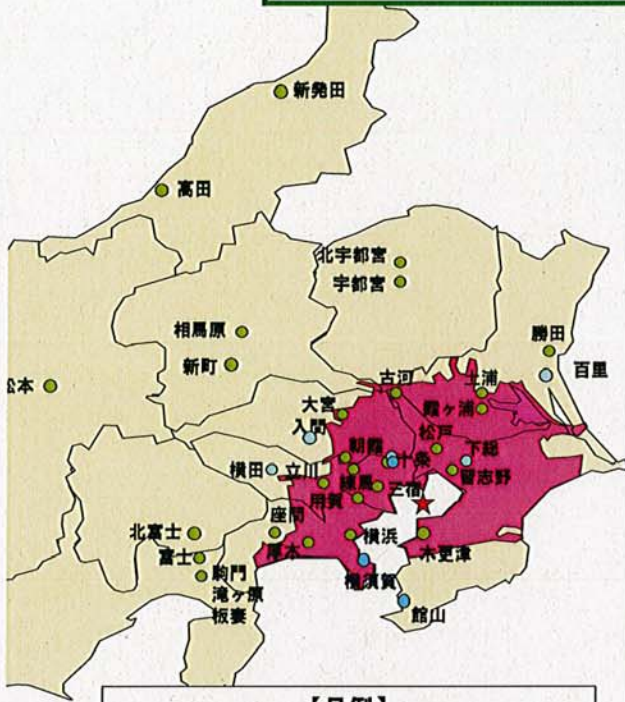 新発田
高田
北宇都宮
宇都宮
相馬原
新町
勝田
百里
松本
古河
土浦
大宮
霞ヶ浦
入間
松戸
朝霞
十条
下総
横田
立川
練馬
習志野
用賀
三宿
座間
北富士
厚木
横浜
木更津
富士
横須賀
駒門
滝ヶ原
板妻
館山
【凡例】